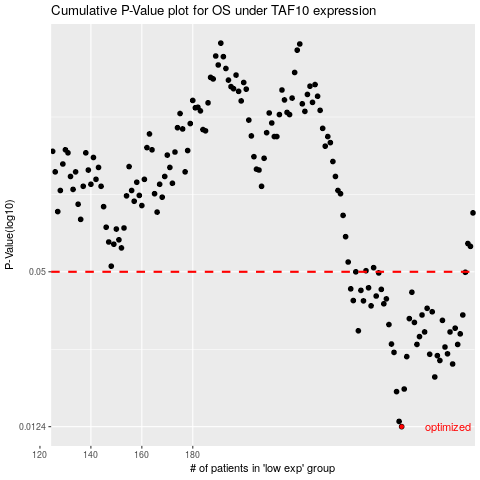 Cumulative P-Value plot for OS under TAF10 expression
P-Value(log10)
0.05
0.0124
optimized
120 140 160 180
# of patients in 'low exp' group